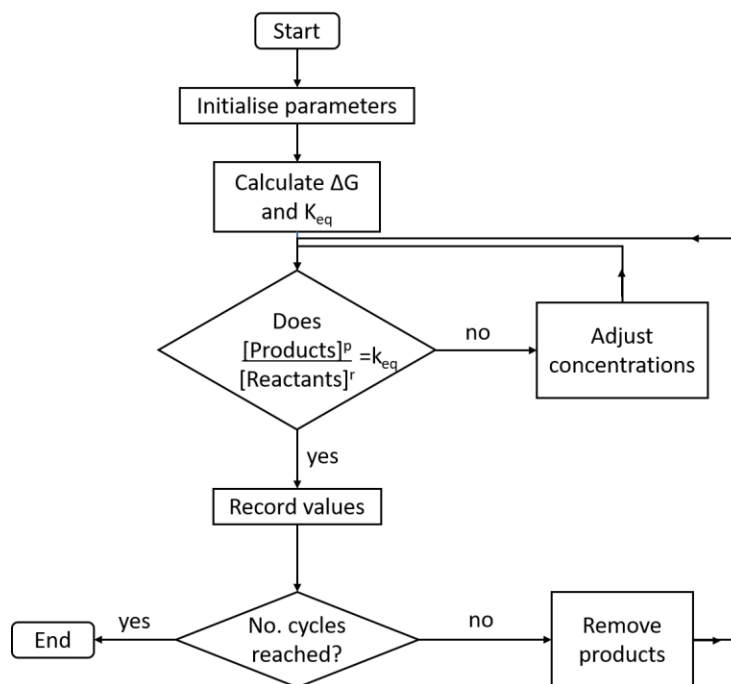 Start
Initialise parameters
Calculate ΔG
and Keq
Does
[Products]ᵖ
[Reactants]ʳ
=keq
no
Adjust
concentrations
yes
Record values
yes
End
No. cycles
reached?
no
Remove
products